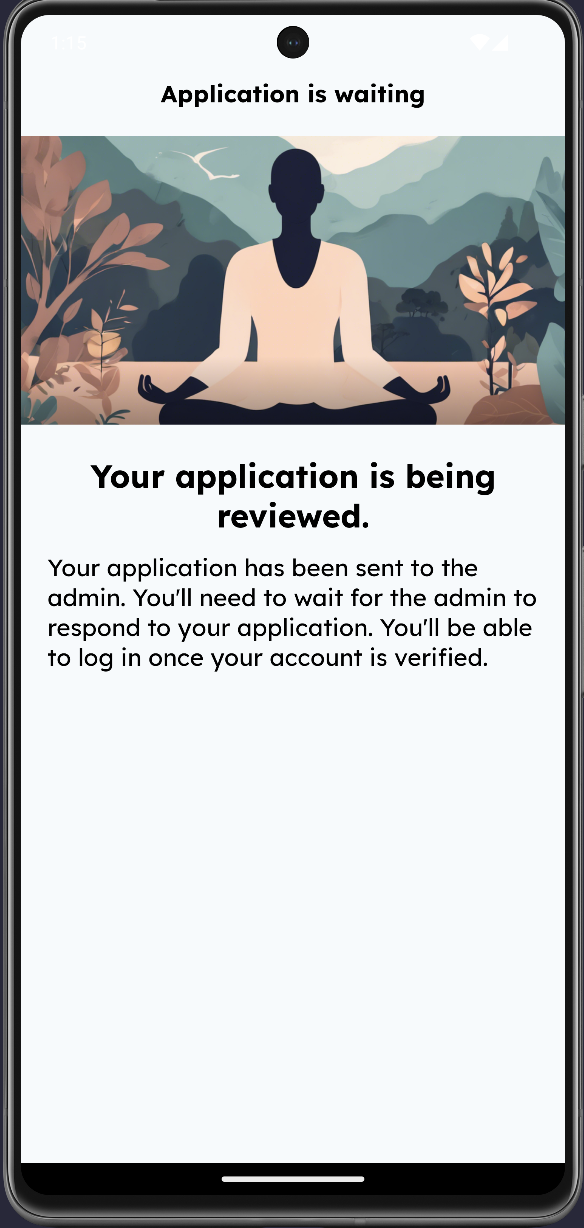 1:15
Application is waiting
Your application is being
reviewed.
Your application has been sent to the
admin. You'll need to wait for the admin to
respond to your application. You'll be able
to log in once your account is verified.